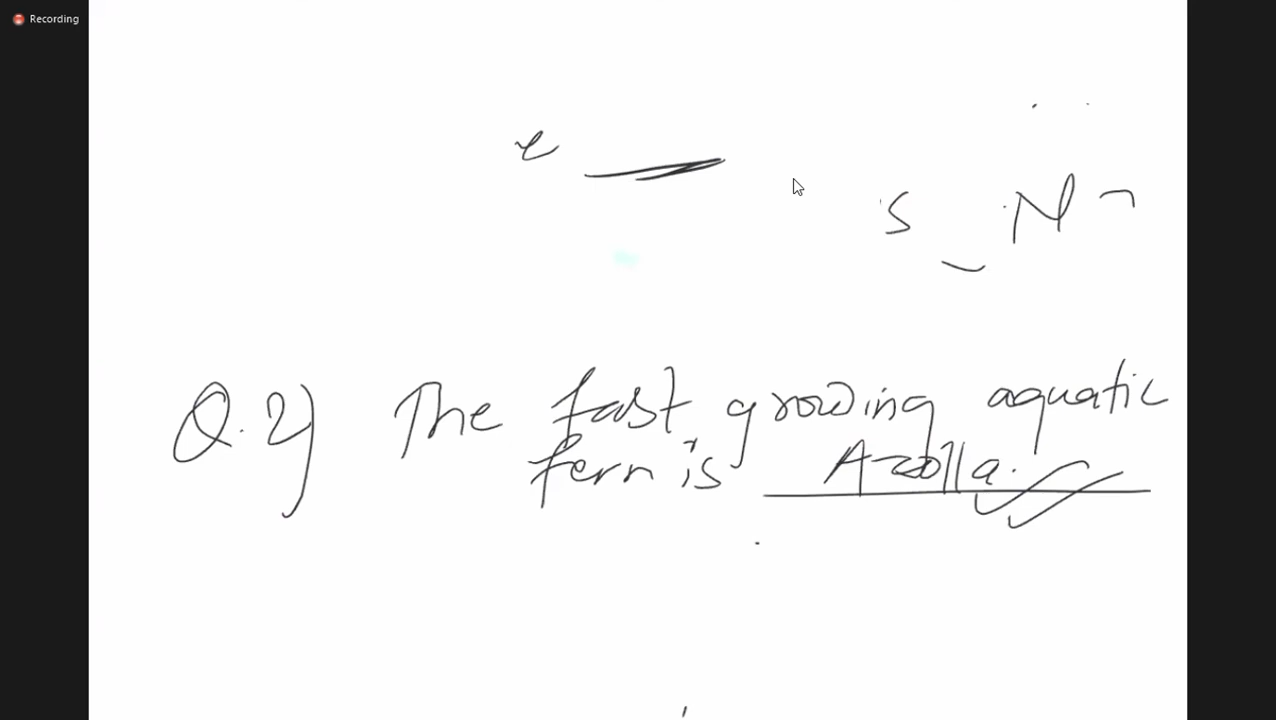 Recording
e
S N
Q.2) The fast growing aquatic
fern is Azolla.